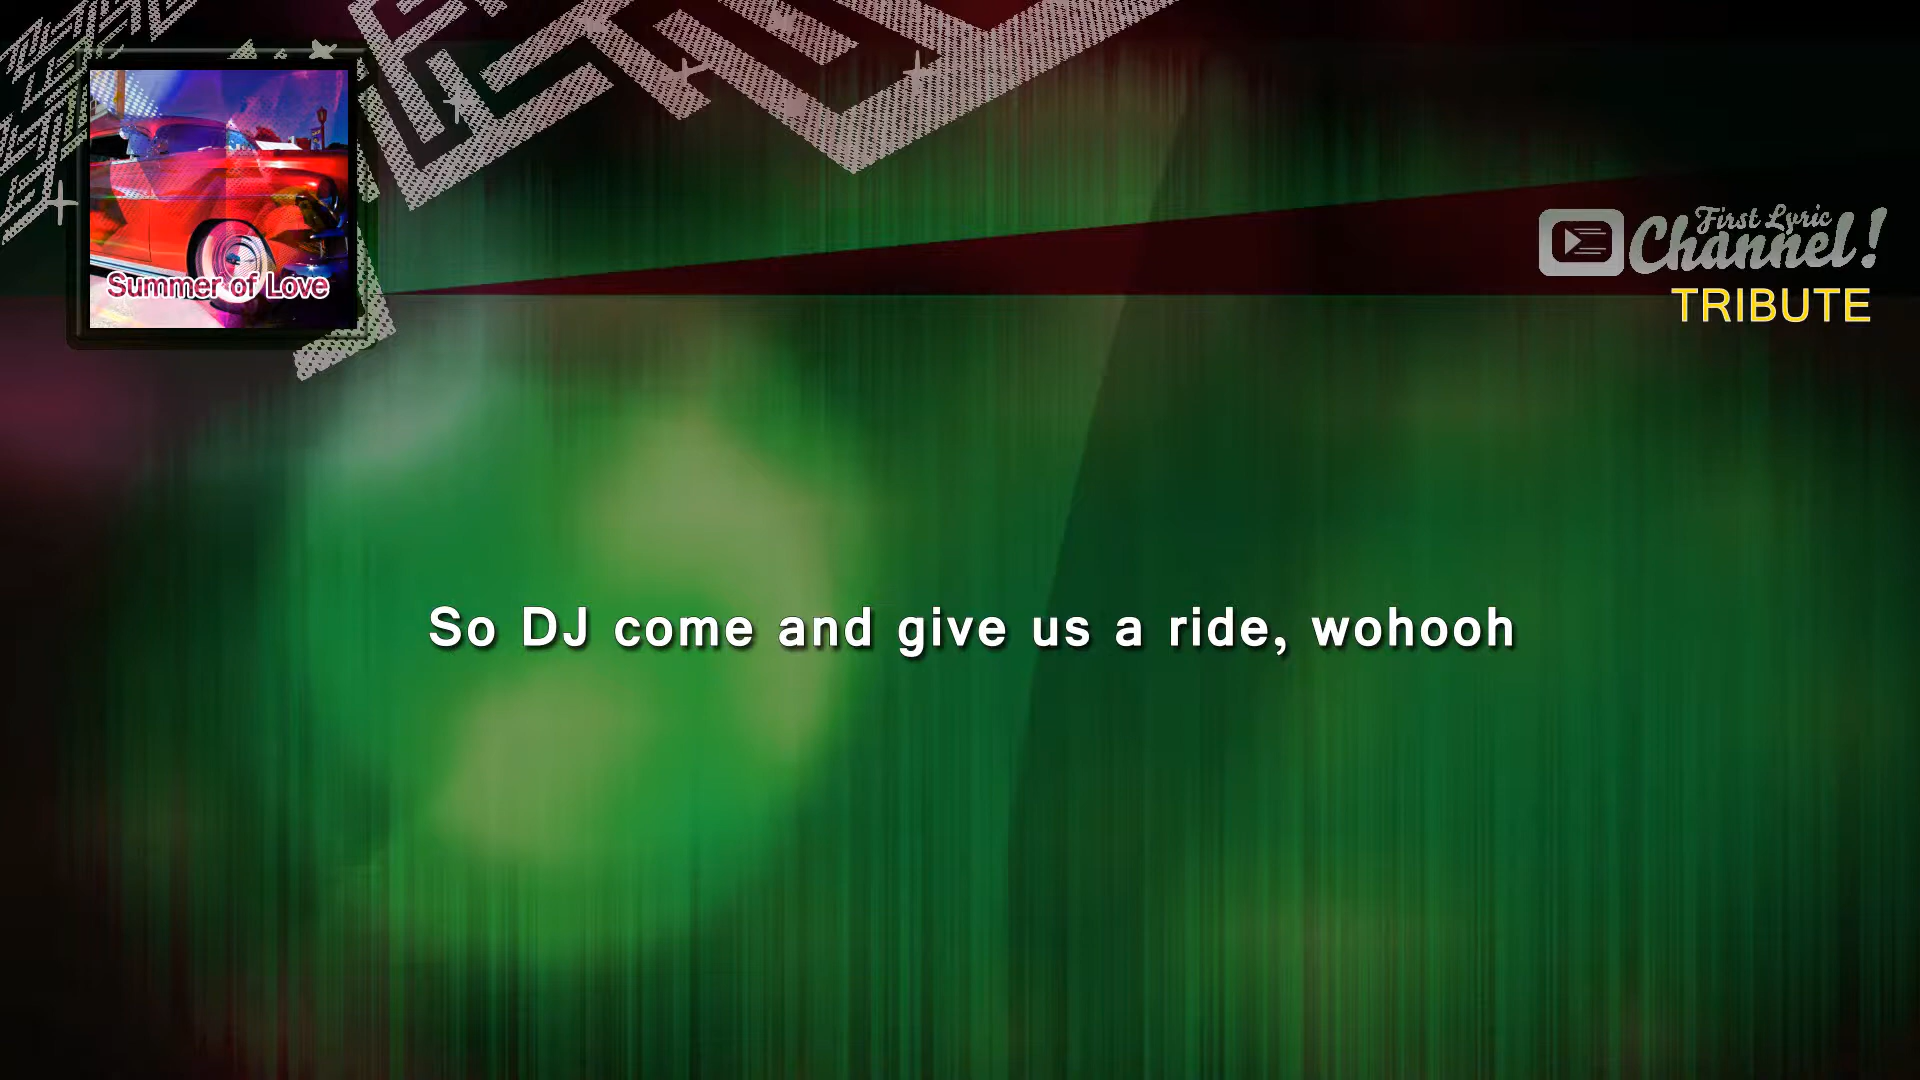 Summer of Love
First Lyric
Channel!
TRIBUTE
So DJ come and give us a ride, wohooh